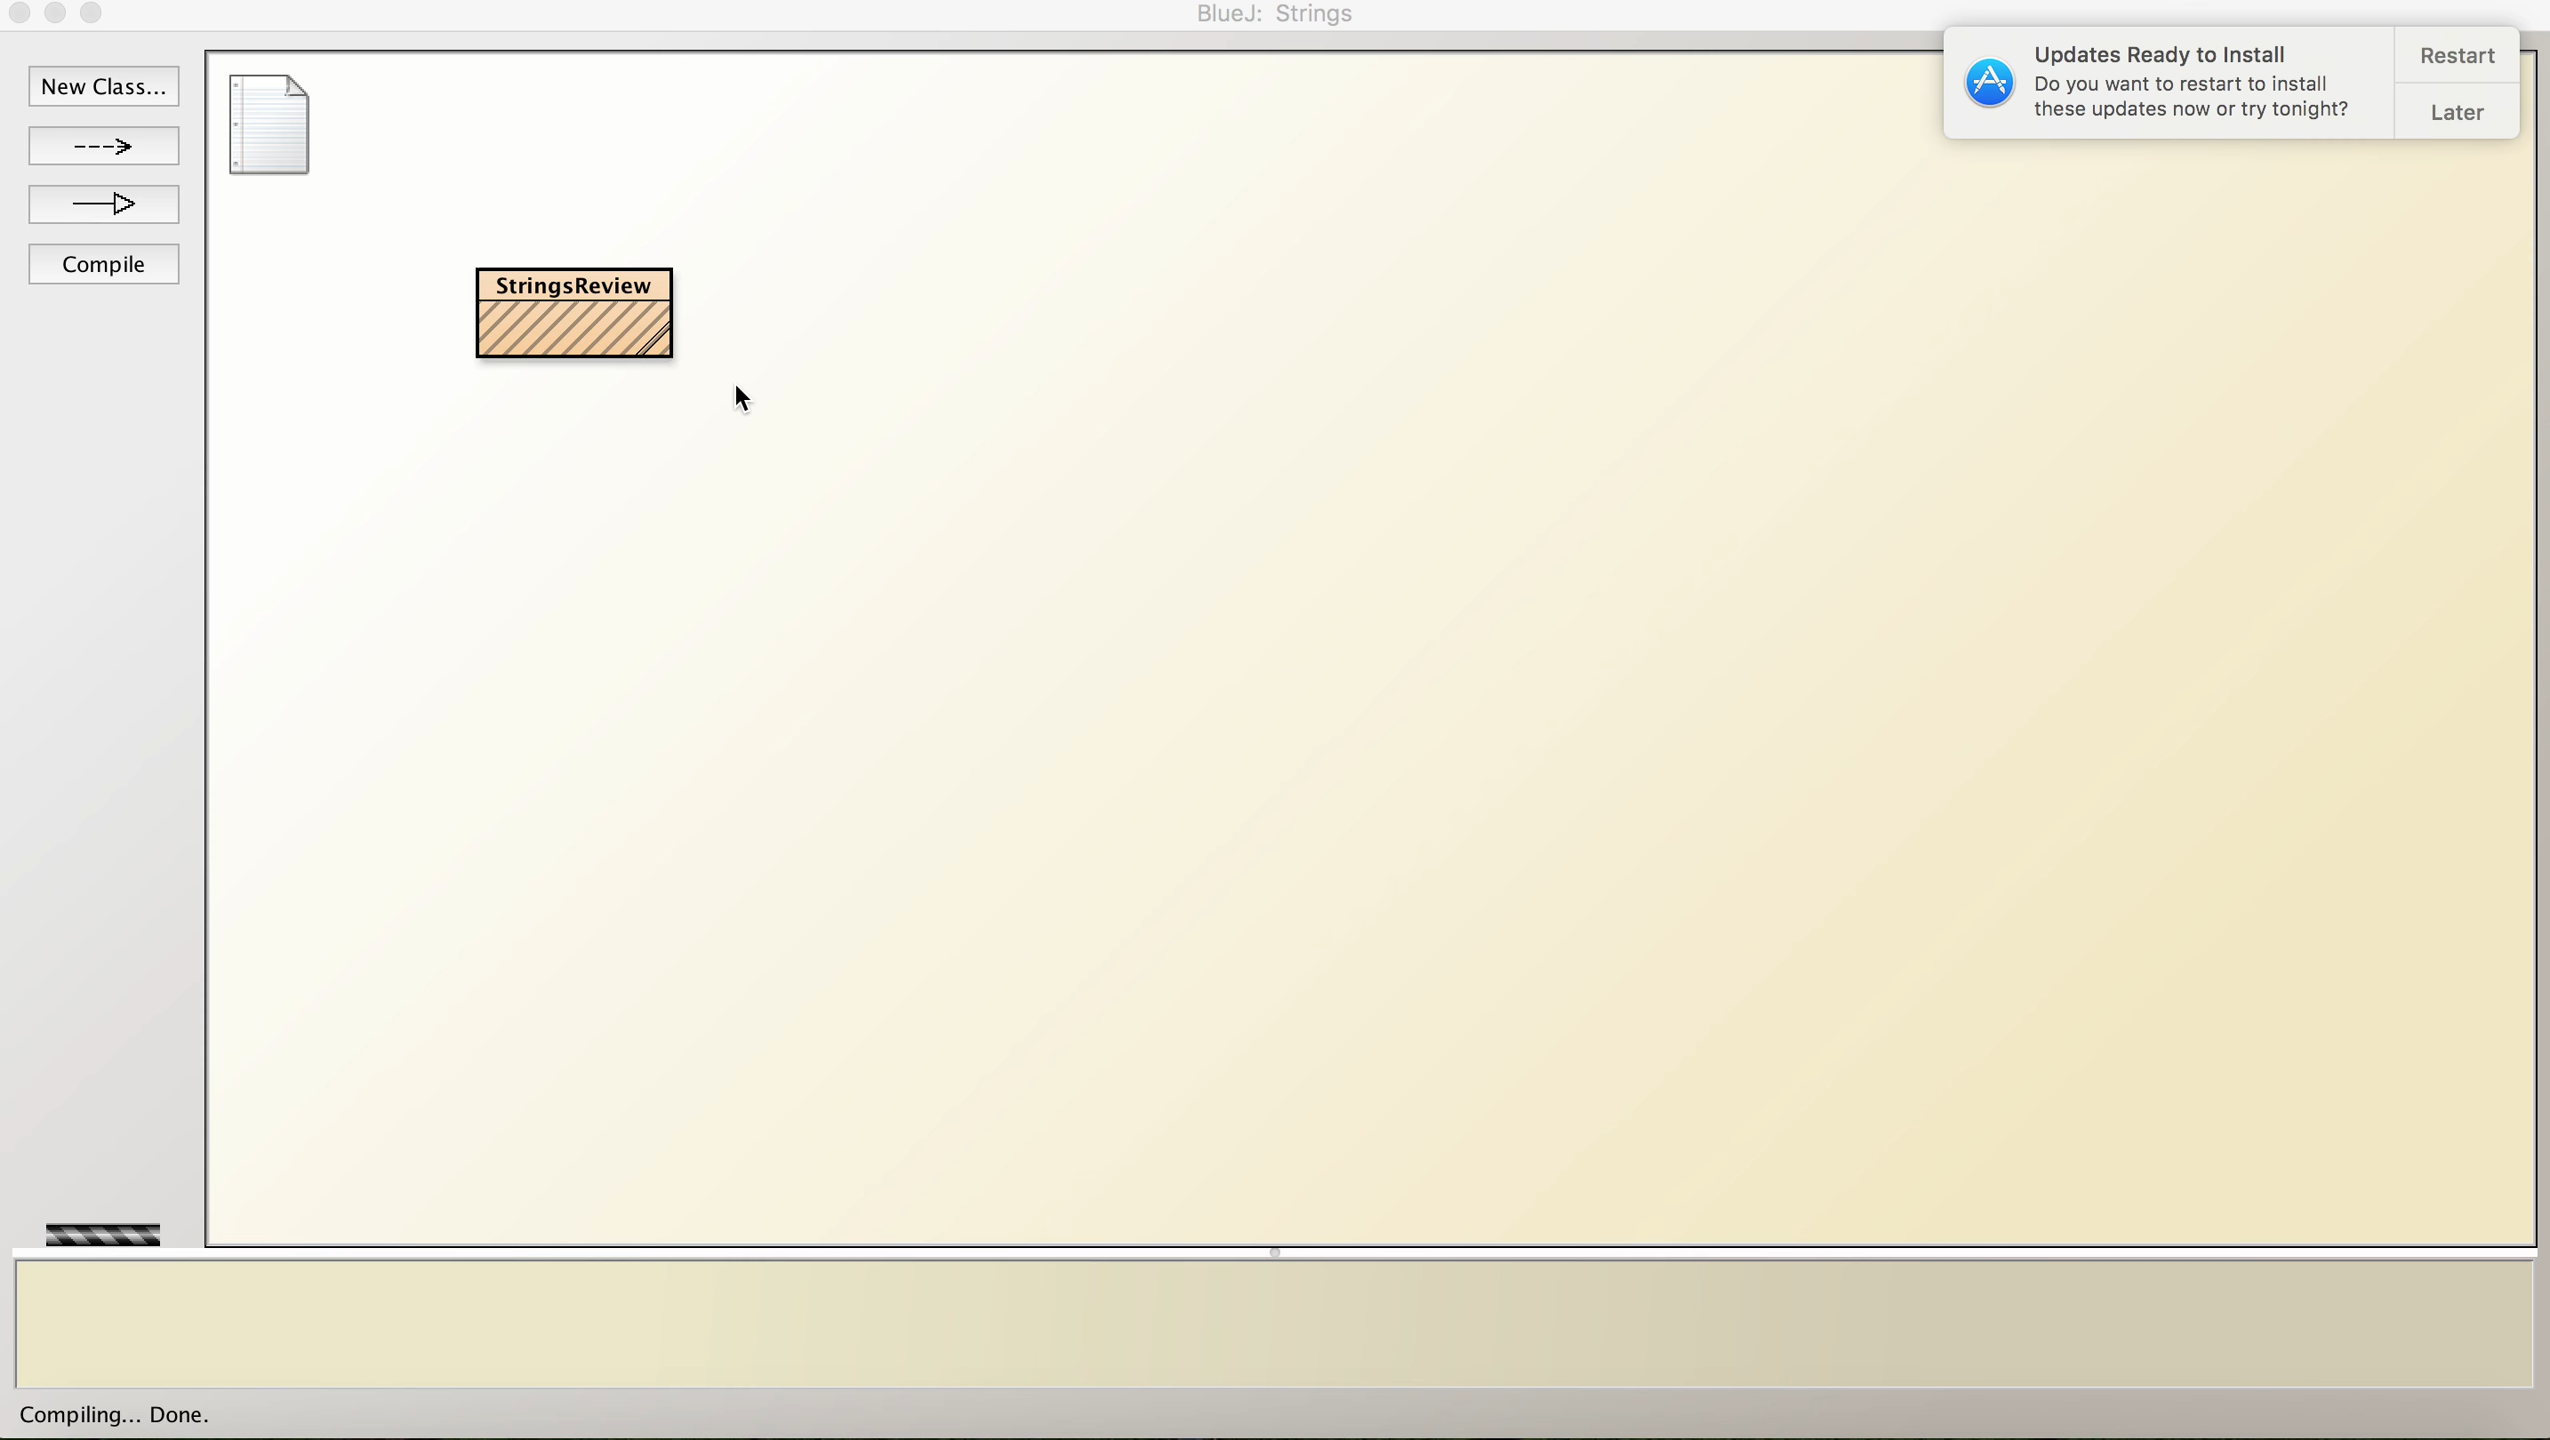 BlueJ: Strings
New Class...
Compile
StringsReview
Updates Ready to Install
Do you want to restart to install
these updates now or try tonight?
Restart
Later
Compiling... Done.